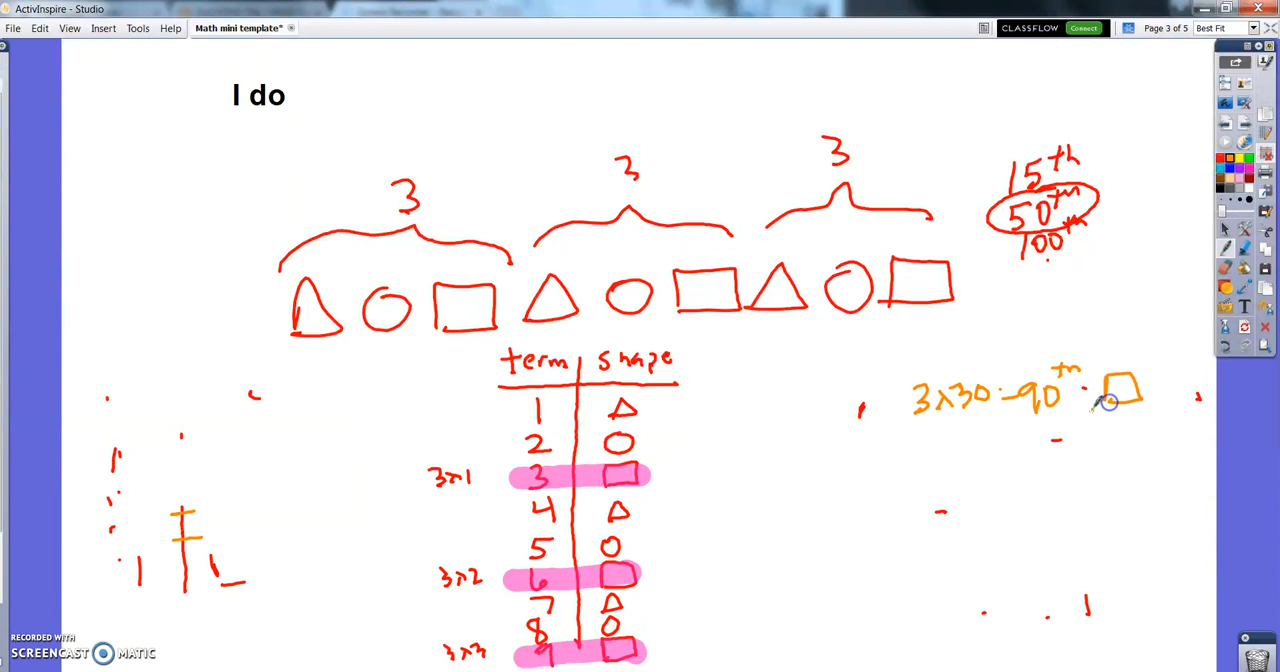 ActivInspire - Studio
File Edit View Insert Tools Help Math mini template* CLASSFLOW Connect Page 3 of 5 Best Fit
I do
3 3 3
15th
50th
100th
term shape
1
2
3x1 3
4
5
3x2 6
7
8
3x3 9
3x30-90th
RECORDED WITH
SCREENCAST MATIC